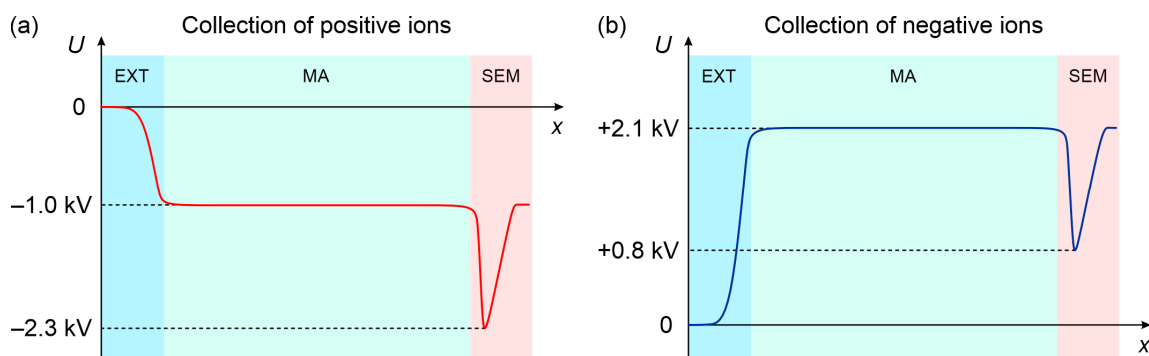 (a) Collection of positive ions
U
EXT MA SEM
0
x
–1.0 kV
–2.3 kV
(b) Collection of negative ions
U
EXT MA SEM
+2.1 kV
+0.8 kV
0
x